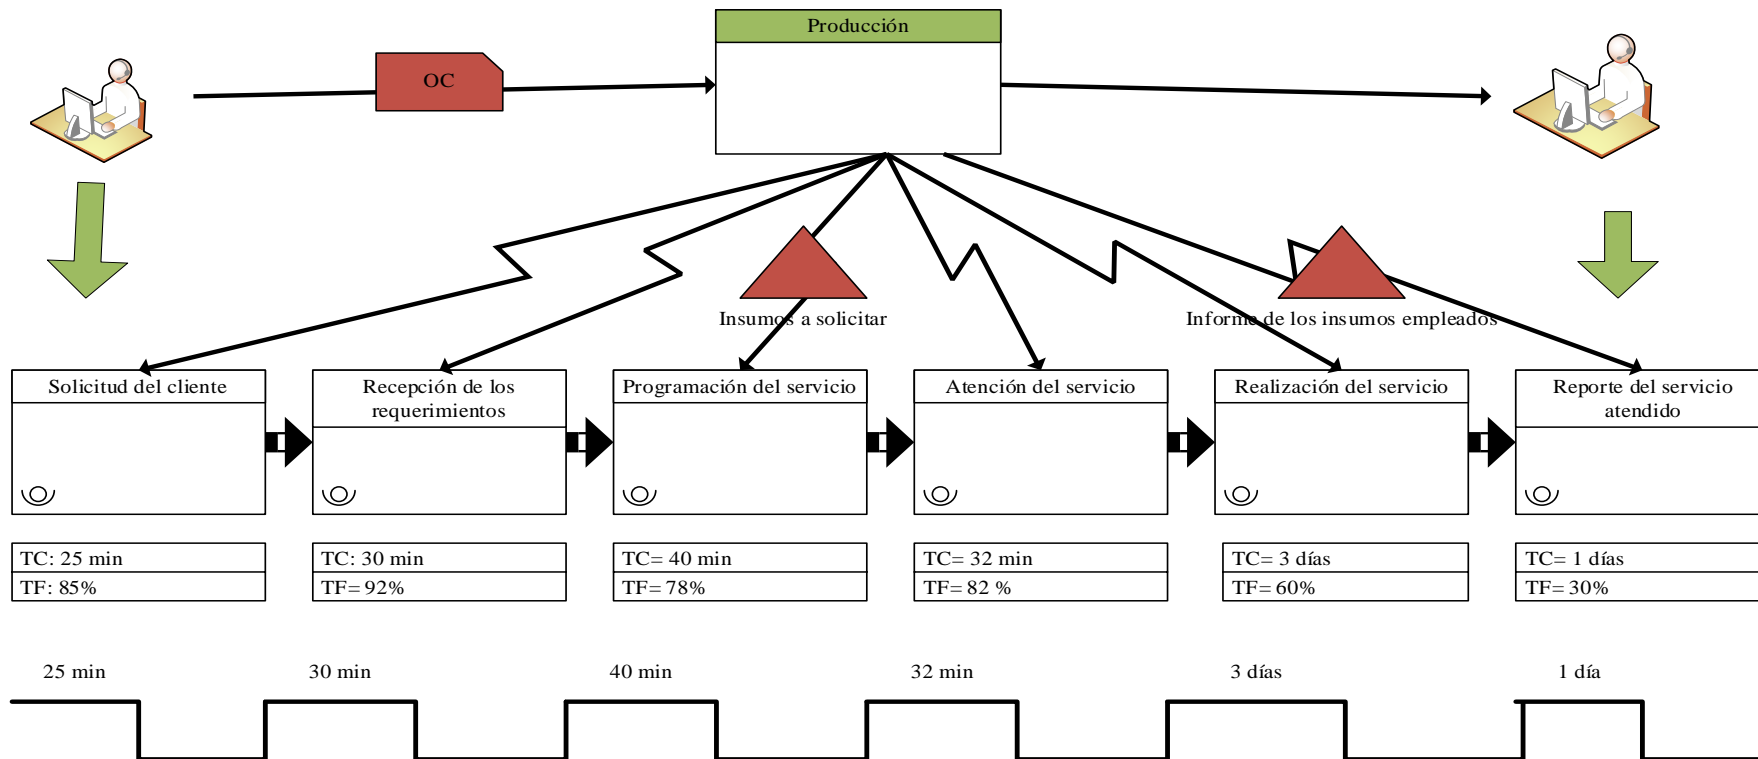 Producción
OC
Insumos a solicitar
Informe de los insumos empleados
Solicitud del cliente
Recepción de los
requerimientos
Programación del servicio
Atención del servicio
Realización del servicio
Reporte del servicio
atendido
TC: 25 min
TF: 85%
TC: 30 min
TF= 92%
TC= 40 min
TF= 78%
TC= 32 min
TF= 82 %
TC= 3 días
TF= 60%
TC= 1 días
TF= 30%
25 min
30 min
40 min
32 min
3 días
1 día